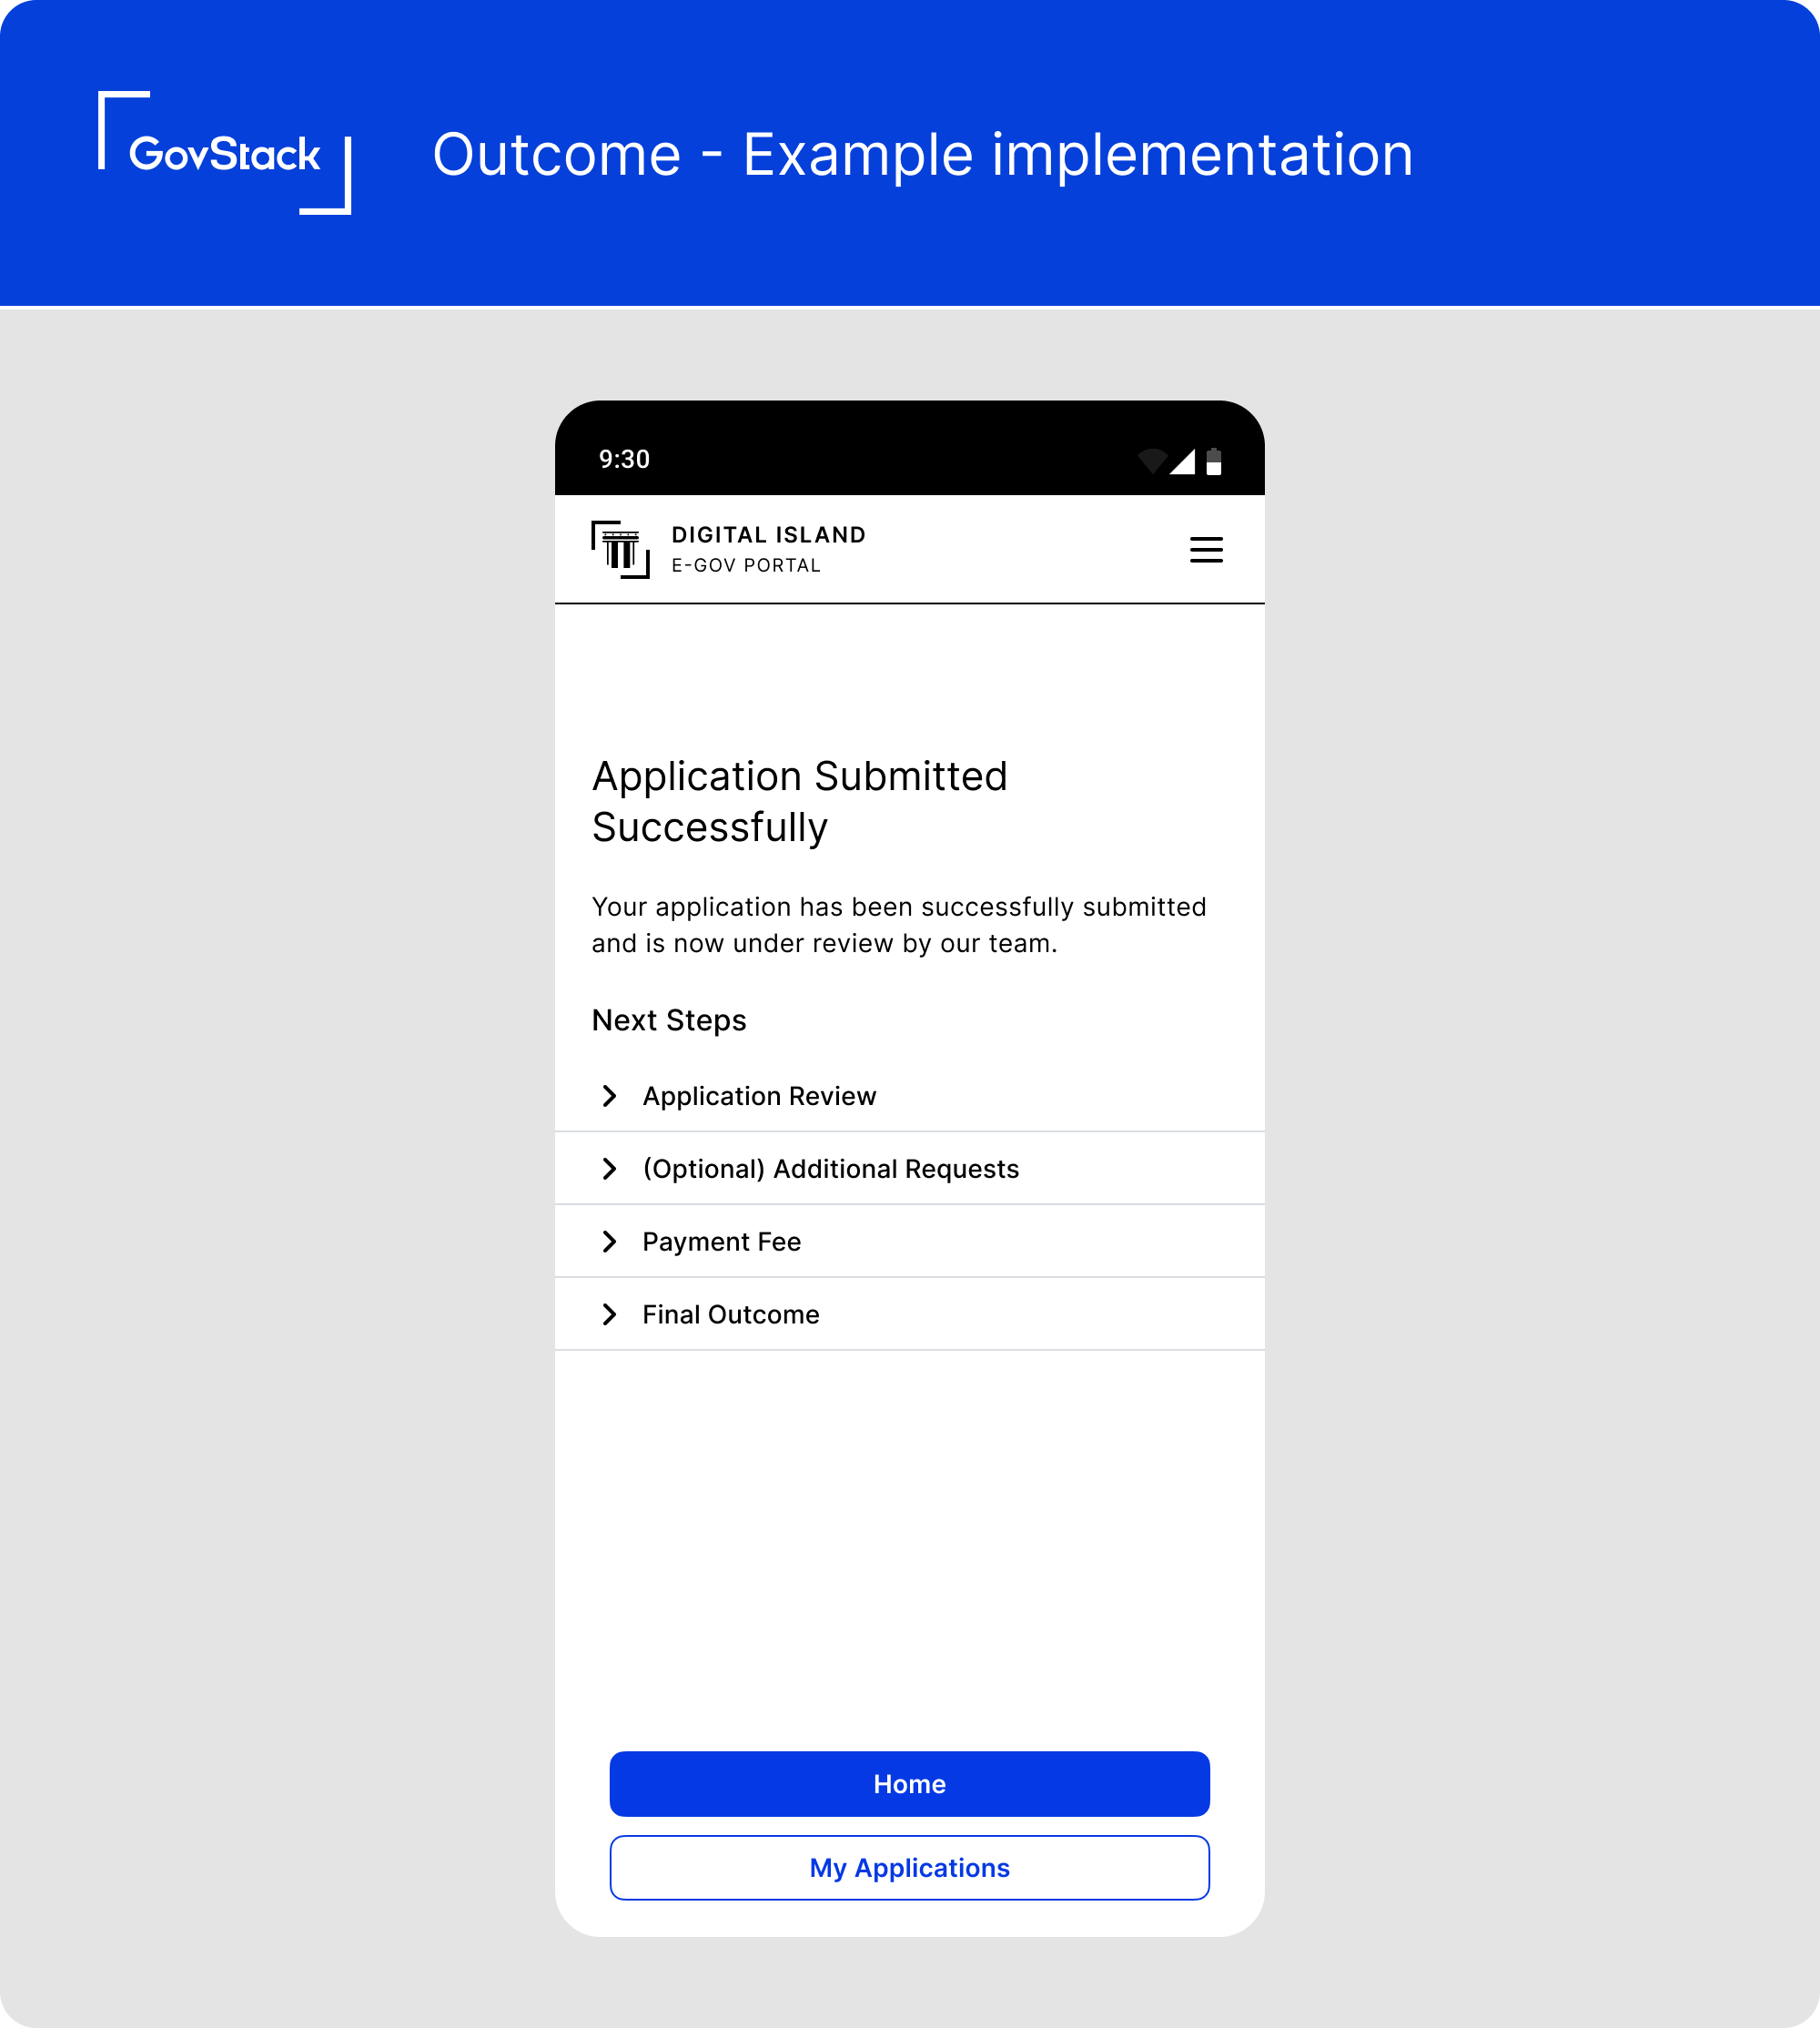 GovStack
Outcome - Example implementation
9:30
DIGITAL ISLAND
E-GOV PORTAL
Application Submitted
Successfully
Your application has been successfully submitted
and is now under review by our team.
Next Steps
Application Review
(Optional) Additional Requests
Payment Fee
Final Outcome
Home
My Applications